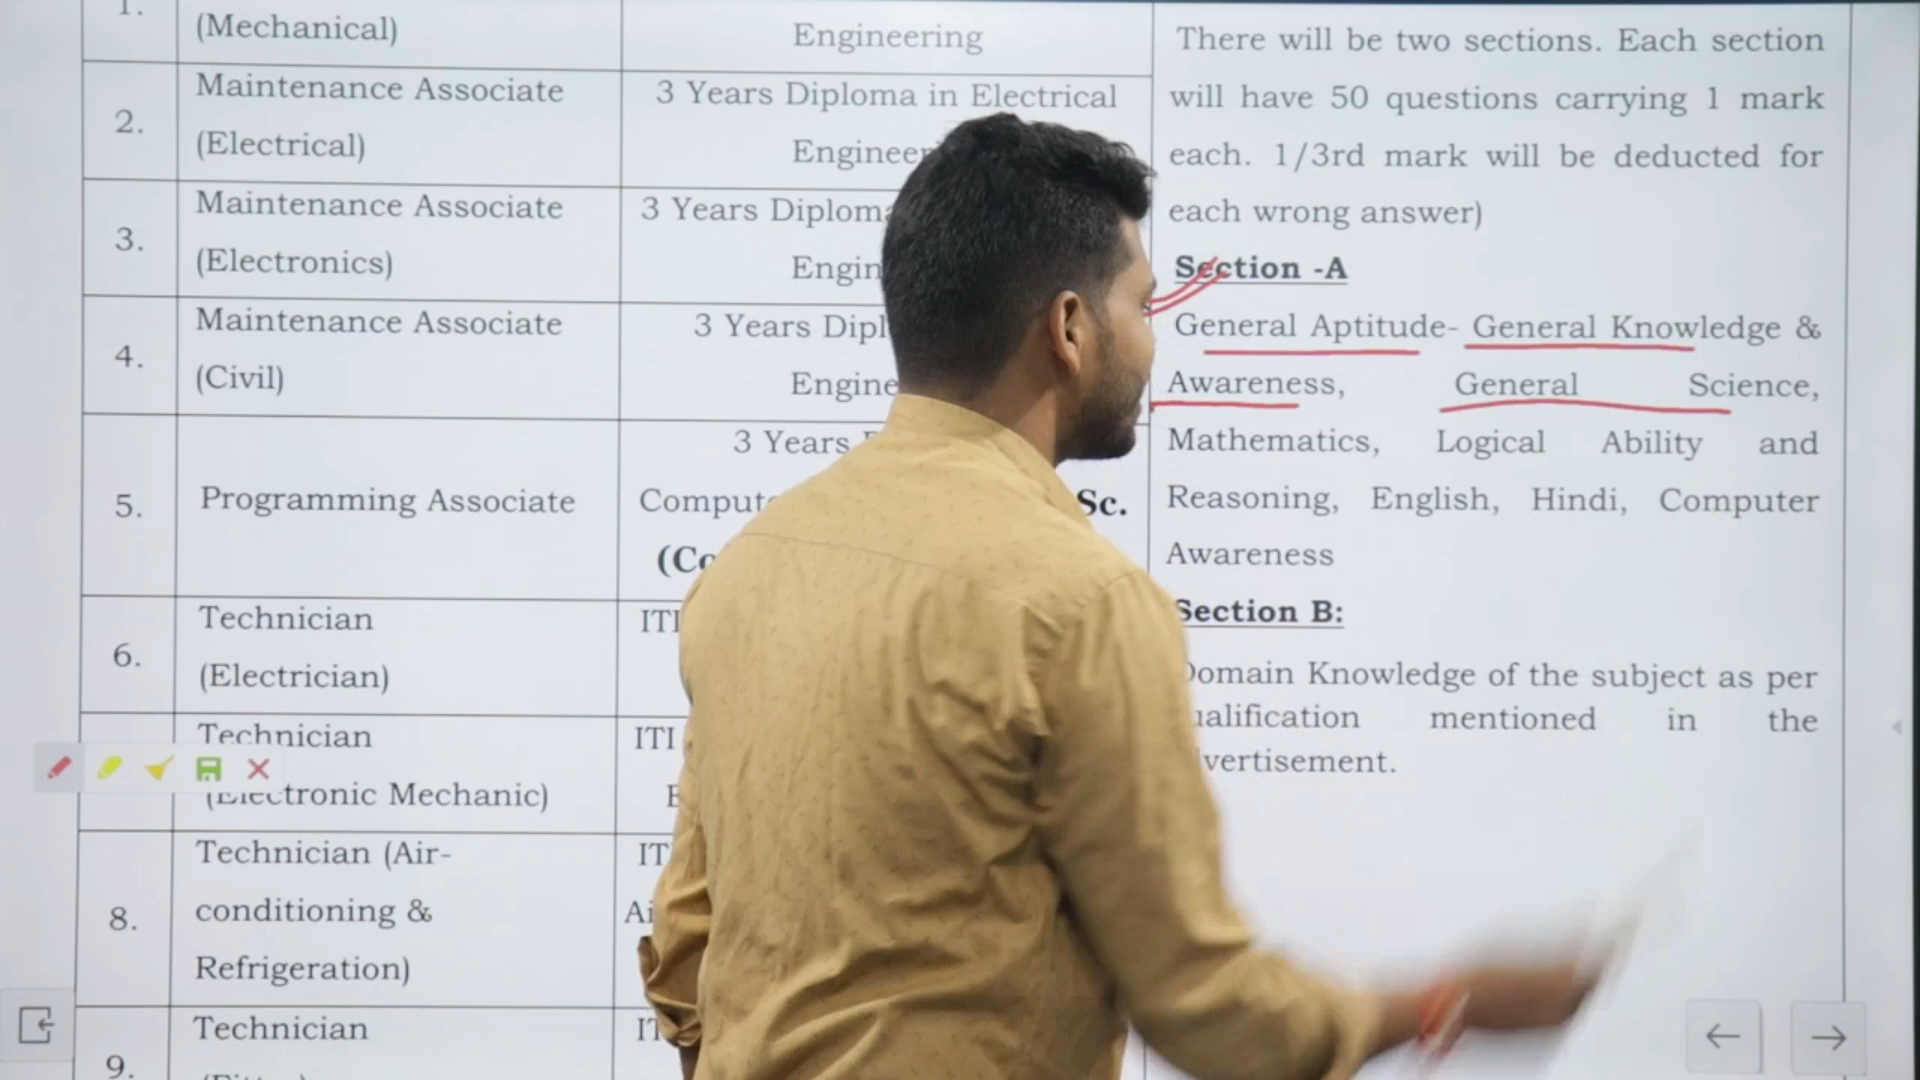 1.
(Mechanical)
Engineering
2.
Maintenance Associate
(Electrical)
3 Years Diploma in Electrical
3.
Maintenance Associate
(Electronics)
3 Years
4.
Maintenance Associate
(Civil)
3 Years
5.
Programming Associate
3 Years
Sc.
6.
Technician
(Electrician)
ITI
Technician
(Electronic Mechanic)
ITI
8.
Technician (Air-
conditioning &
Refrigeration)
9.
Technician
There will be two sections. Each section
will have 50 questions carrying 1 mark
each. 1/3rd mark will be deducted for
each wrong answer)
Section -A
General Aptitude- General Knowledge &
Awareness, General Science,
Mathematics, Logical Ability and
Reasoning, English, Hindi, Computer
Awareness
Section B:
Domain Knowledge of the subject as per
mentioned in the